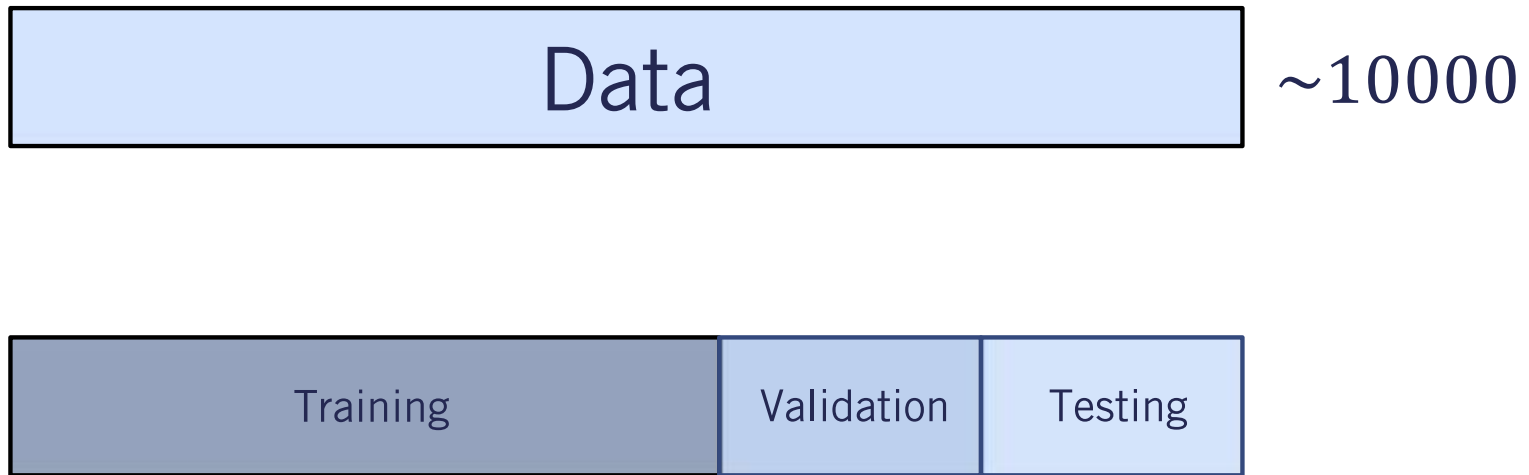 Data
~10000
Training
Validation
Testing